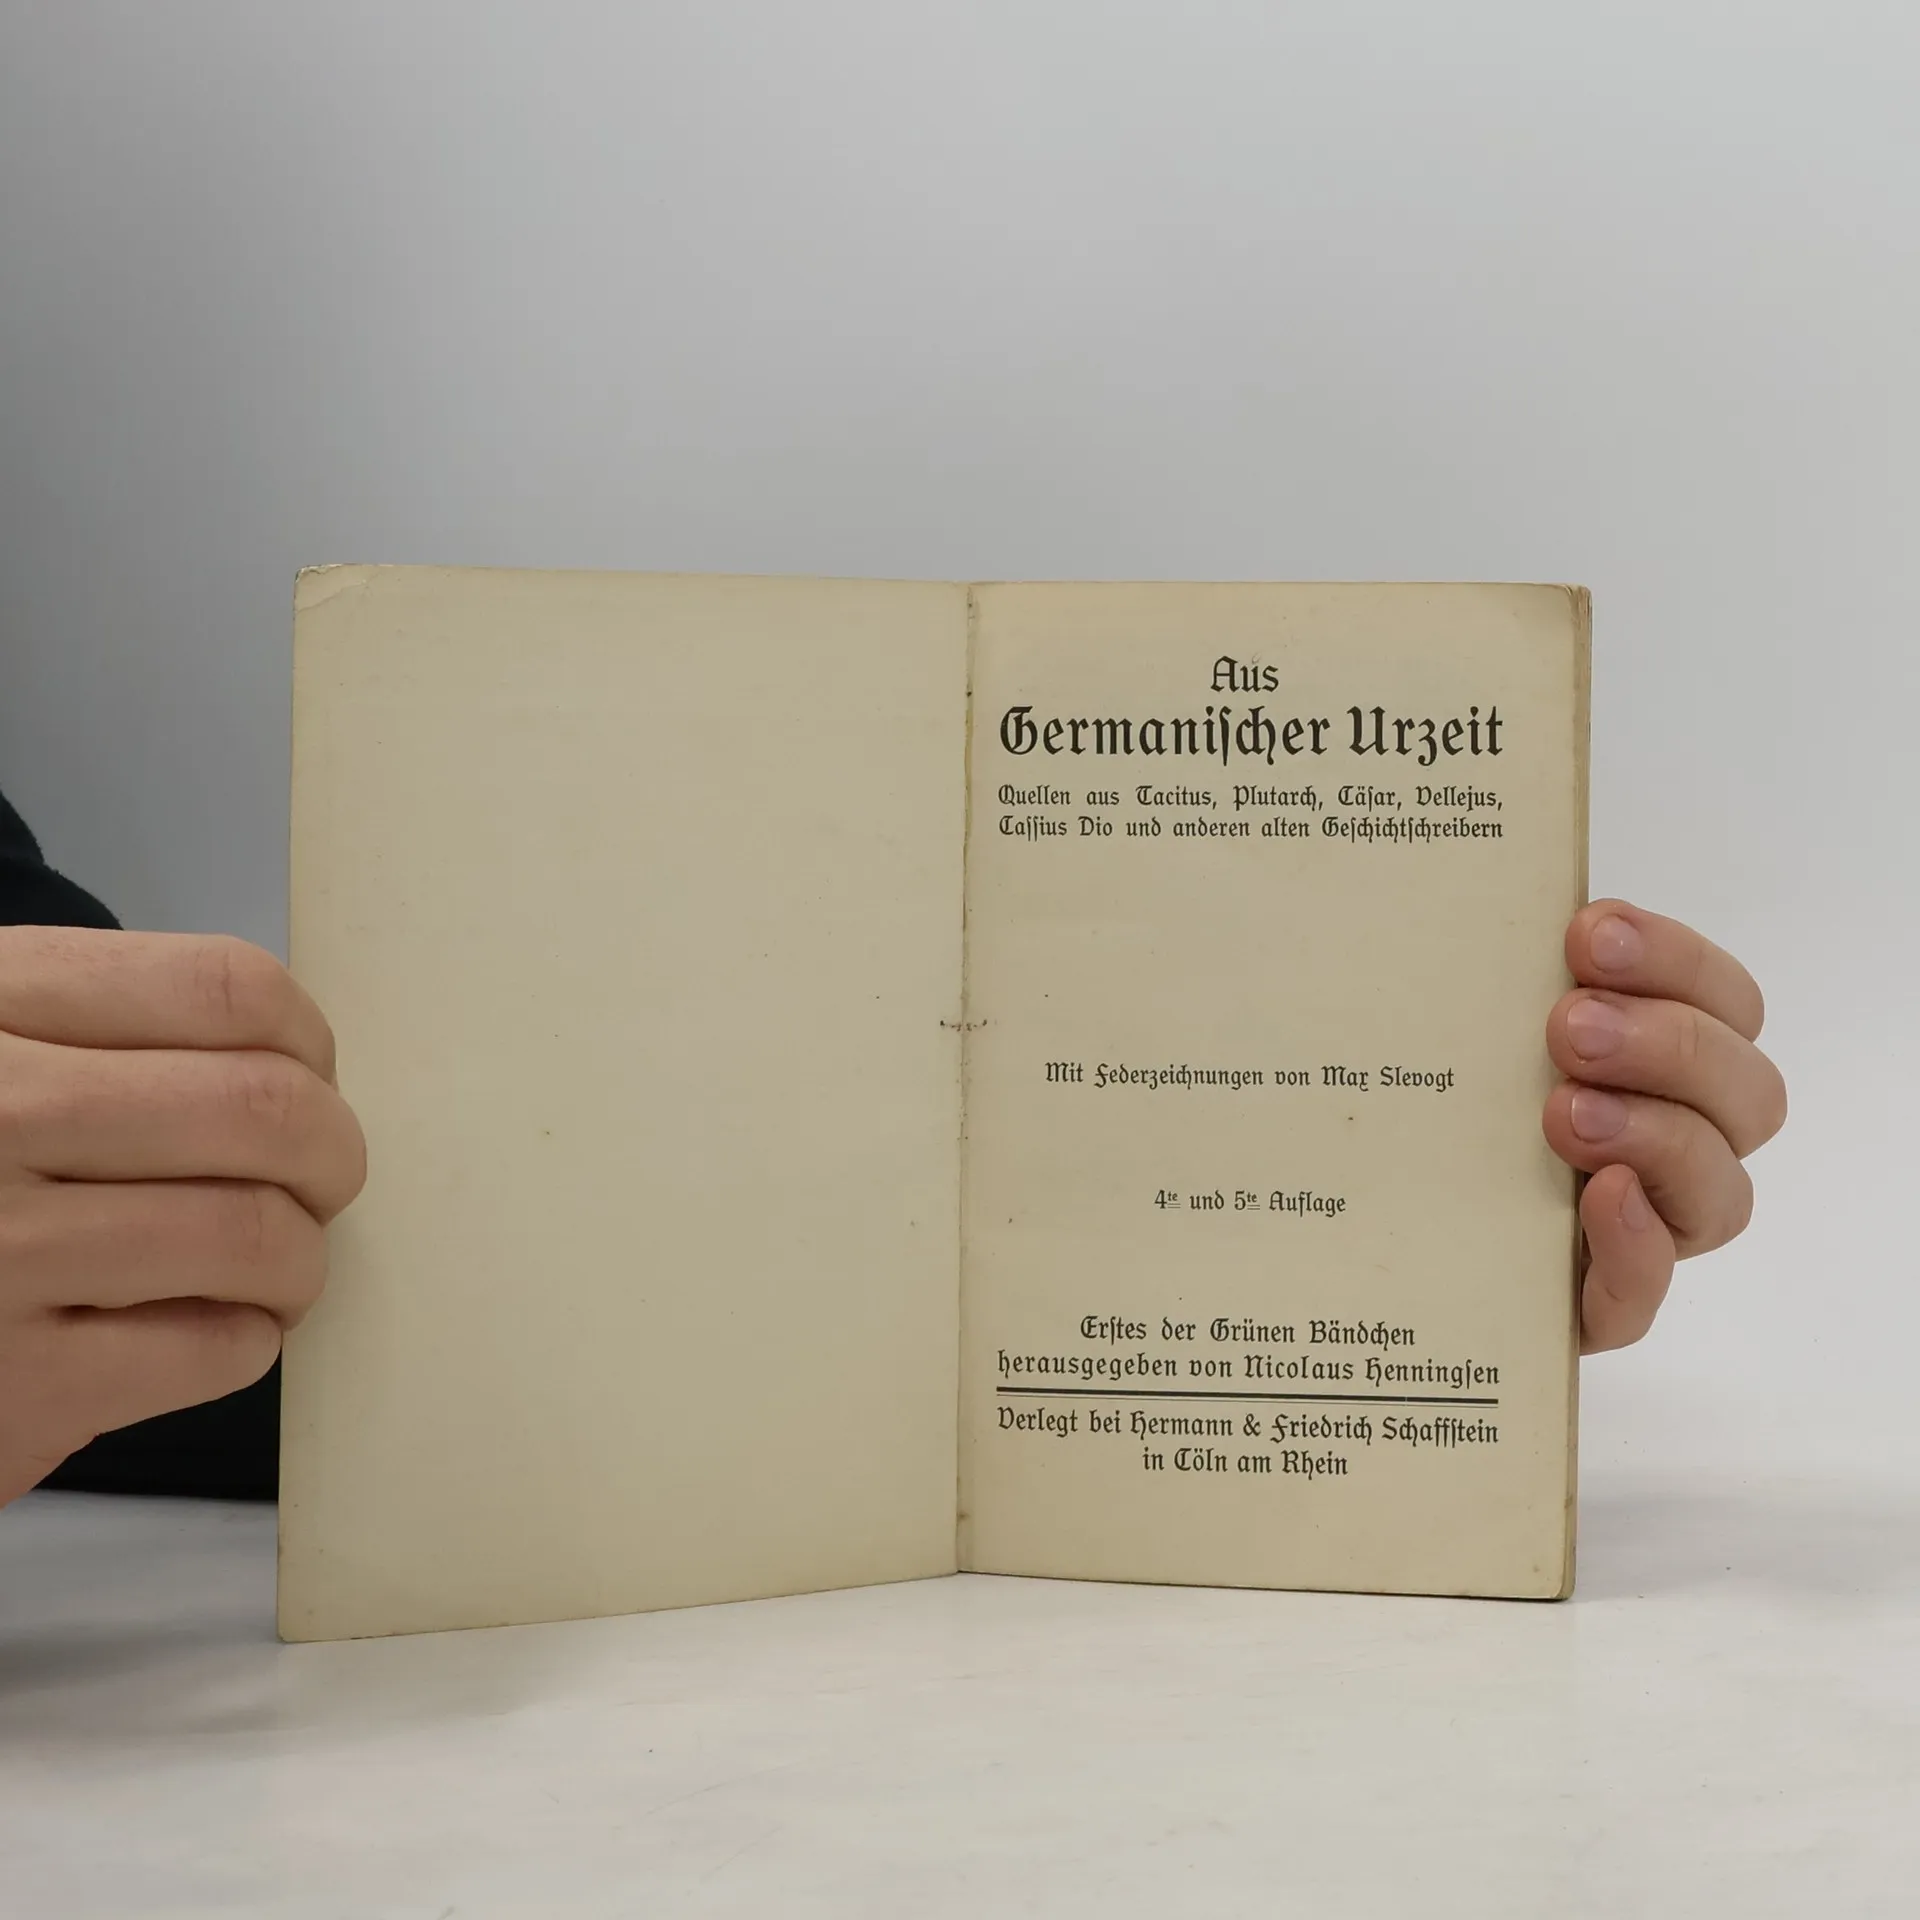 Aus
Germaniſcher Urzeit
Quellen aus Tacitus, Plutarch, Cäſar, Vellejus,
Caſſius Dio und anderen alten Geſchichtſchreibern
Mit Federzeichnungen von Max Slevogt
4te und 5te Auflage
Erſtes der Grünen Bändchen
herausgegeben von Nicolaus Henningſen
Verlegt bei Hermann & Friedrich Schaffſtein
in Cöln am Rhein